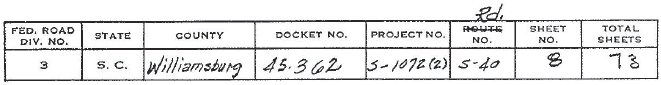 Rd.
FED. ROAD DIV. NO. STATE COUNTY DOCKET NO. PROJECT NO. ROUTE NO. SHEET NO. TOTAL SHEETS
3 S. C. Williamsburg 45.362 S-1072(2) S-40 8